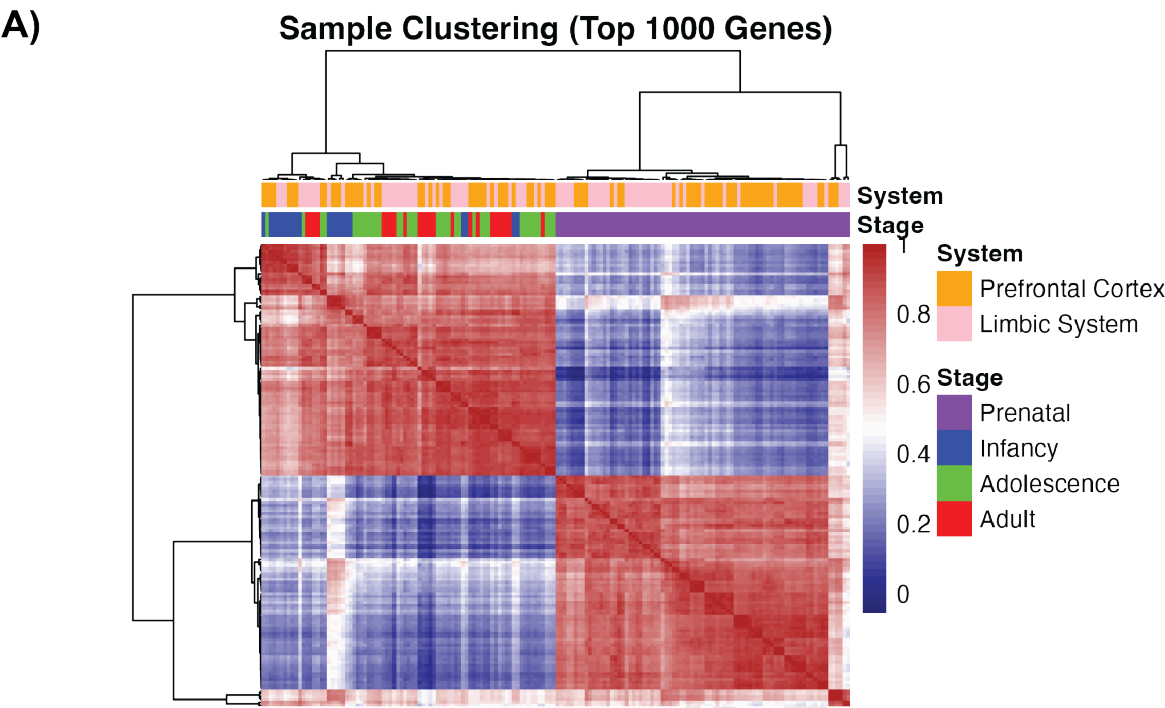 A)
Sample Clustering (Top 1000 Genes)
System
Stage
1
0.8
0.6
0.4
0.2
0
System
Prefrontal Cortex
Limbic System
Stage
Prenatal
Infancy
Adolescence
Adult